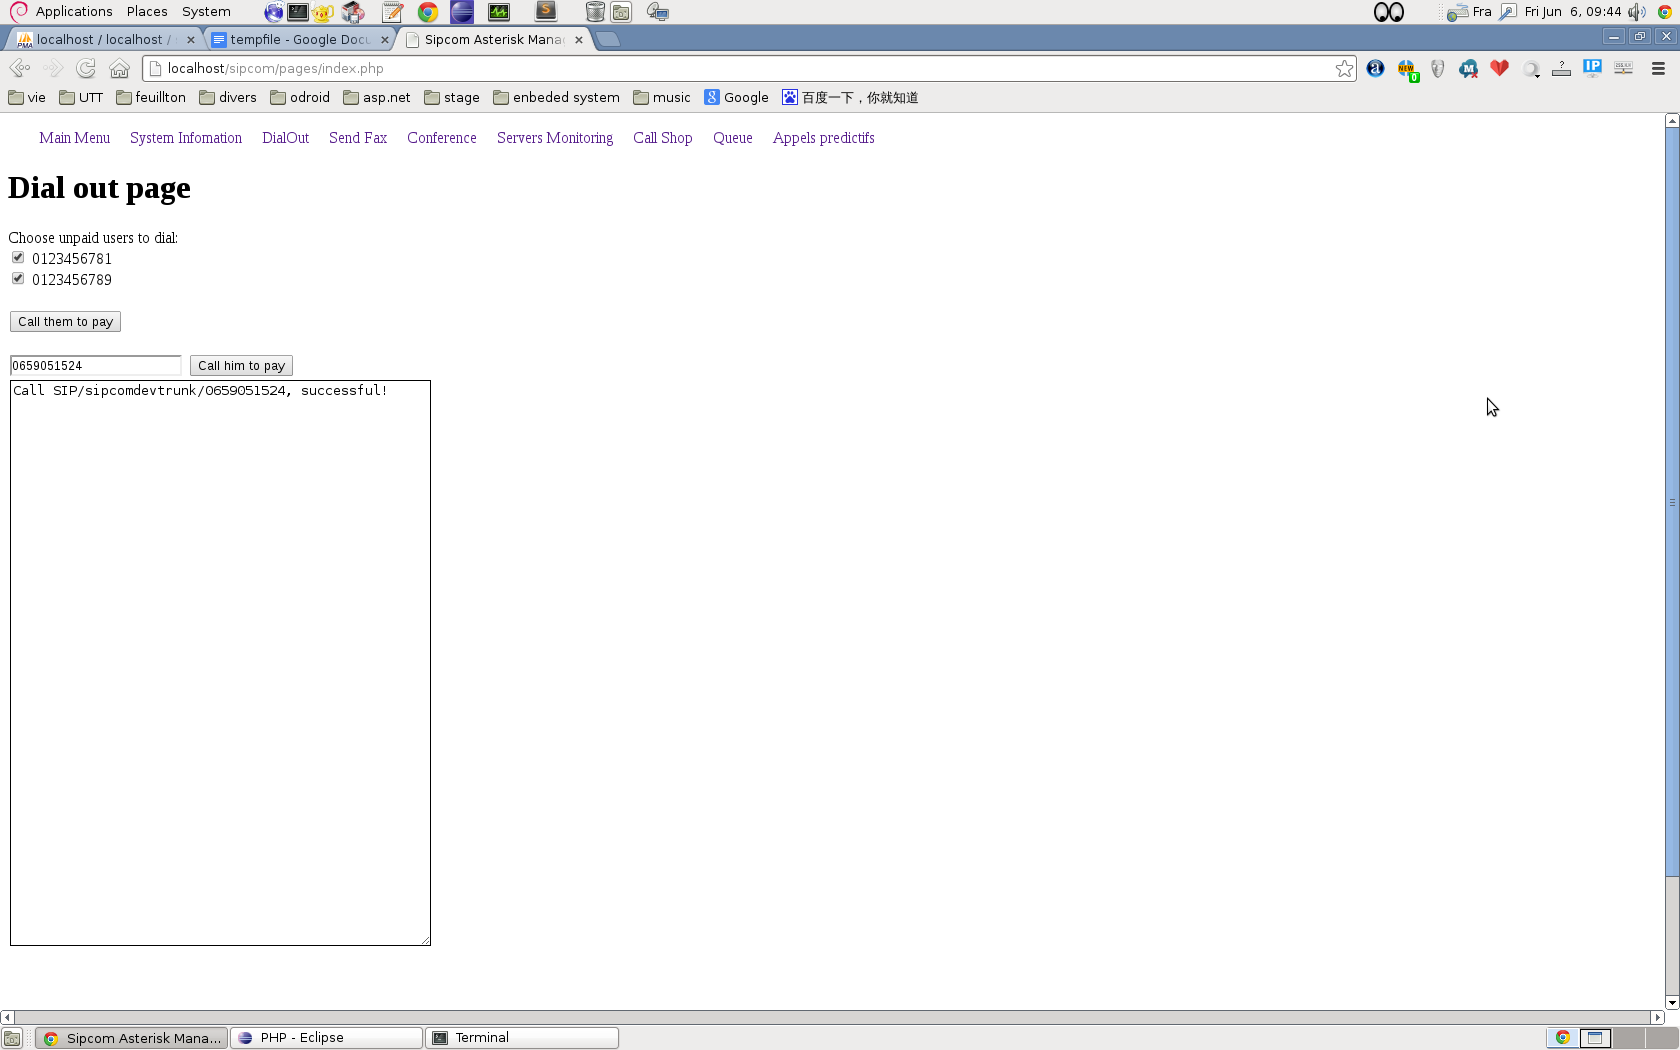 Applications Places System Fra Fri Jun 6, 09:44
localhost / localhost / tempfile - Google Docu Sipcom Asterisk Mana
localhost/sipcom/pages/index.php
vie UTT feuillton divers odroid asp.net stage enbeded system music Google 百度一下，你就知道
Main Menu System Infomation DialOut Send Fax Conference Servers Monitoring Call Shop Queue Appels predictifs
Dial out page
Choose unpaid users to dial:
0123456781
0123456789
Call them to pay
0659051524 Call him to pay
Call SIP/sipcomdevtrunk/0659051524, successful!
Sipcom Asterisk Mana... PHP - Eclipse Terminal